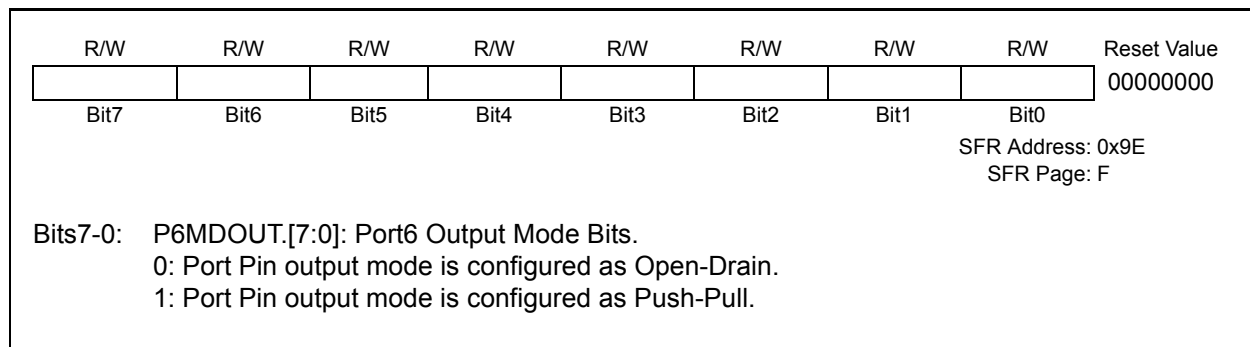 R/W R/W R/W R/W R/W R/W R/W R/W Reset Value
00000000
Bit7 Bit6 Bit5 Bit4 Bit3 Bit2 Bit1 Bit0
SFR Address: 0x9E
SFR Page: F
Bits7-0: P6MDOUT.[7:0]: Port6 Output Mode Bits.
0: Port Pin output mode is configured as Open-Drain.
1: Port Pin output mode is configured as Push-Pull.